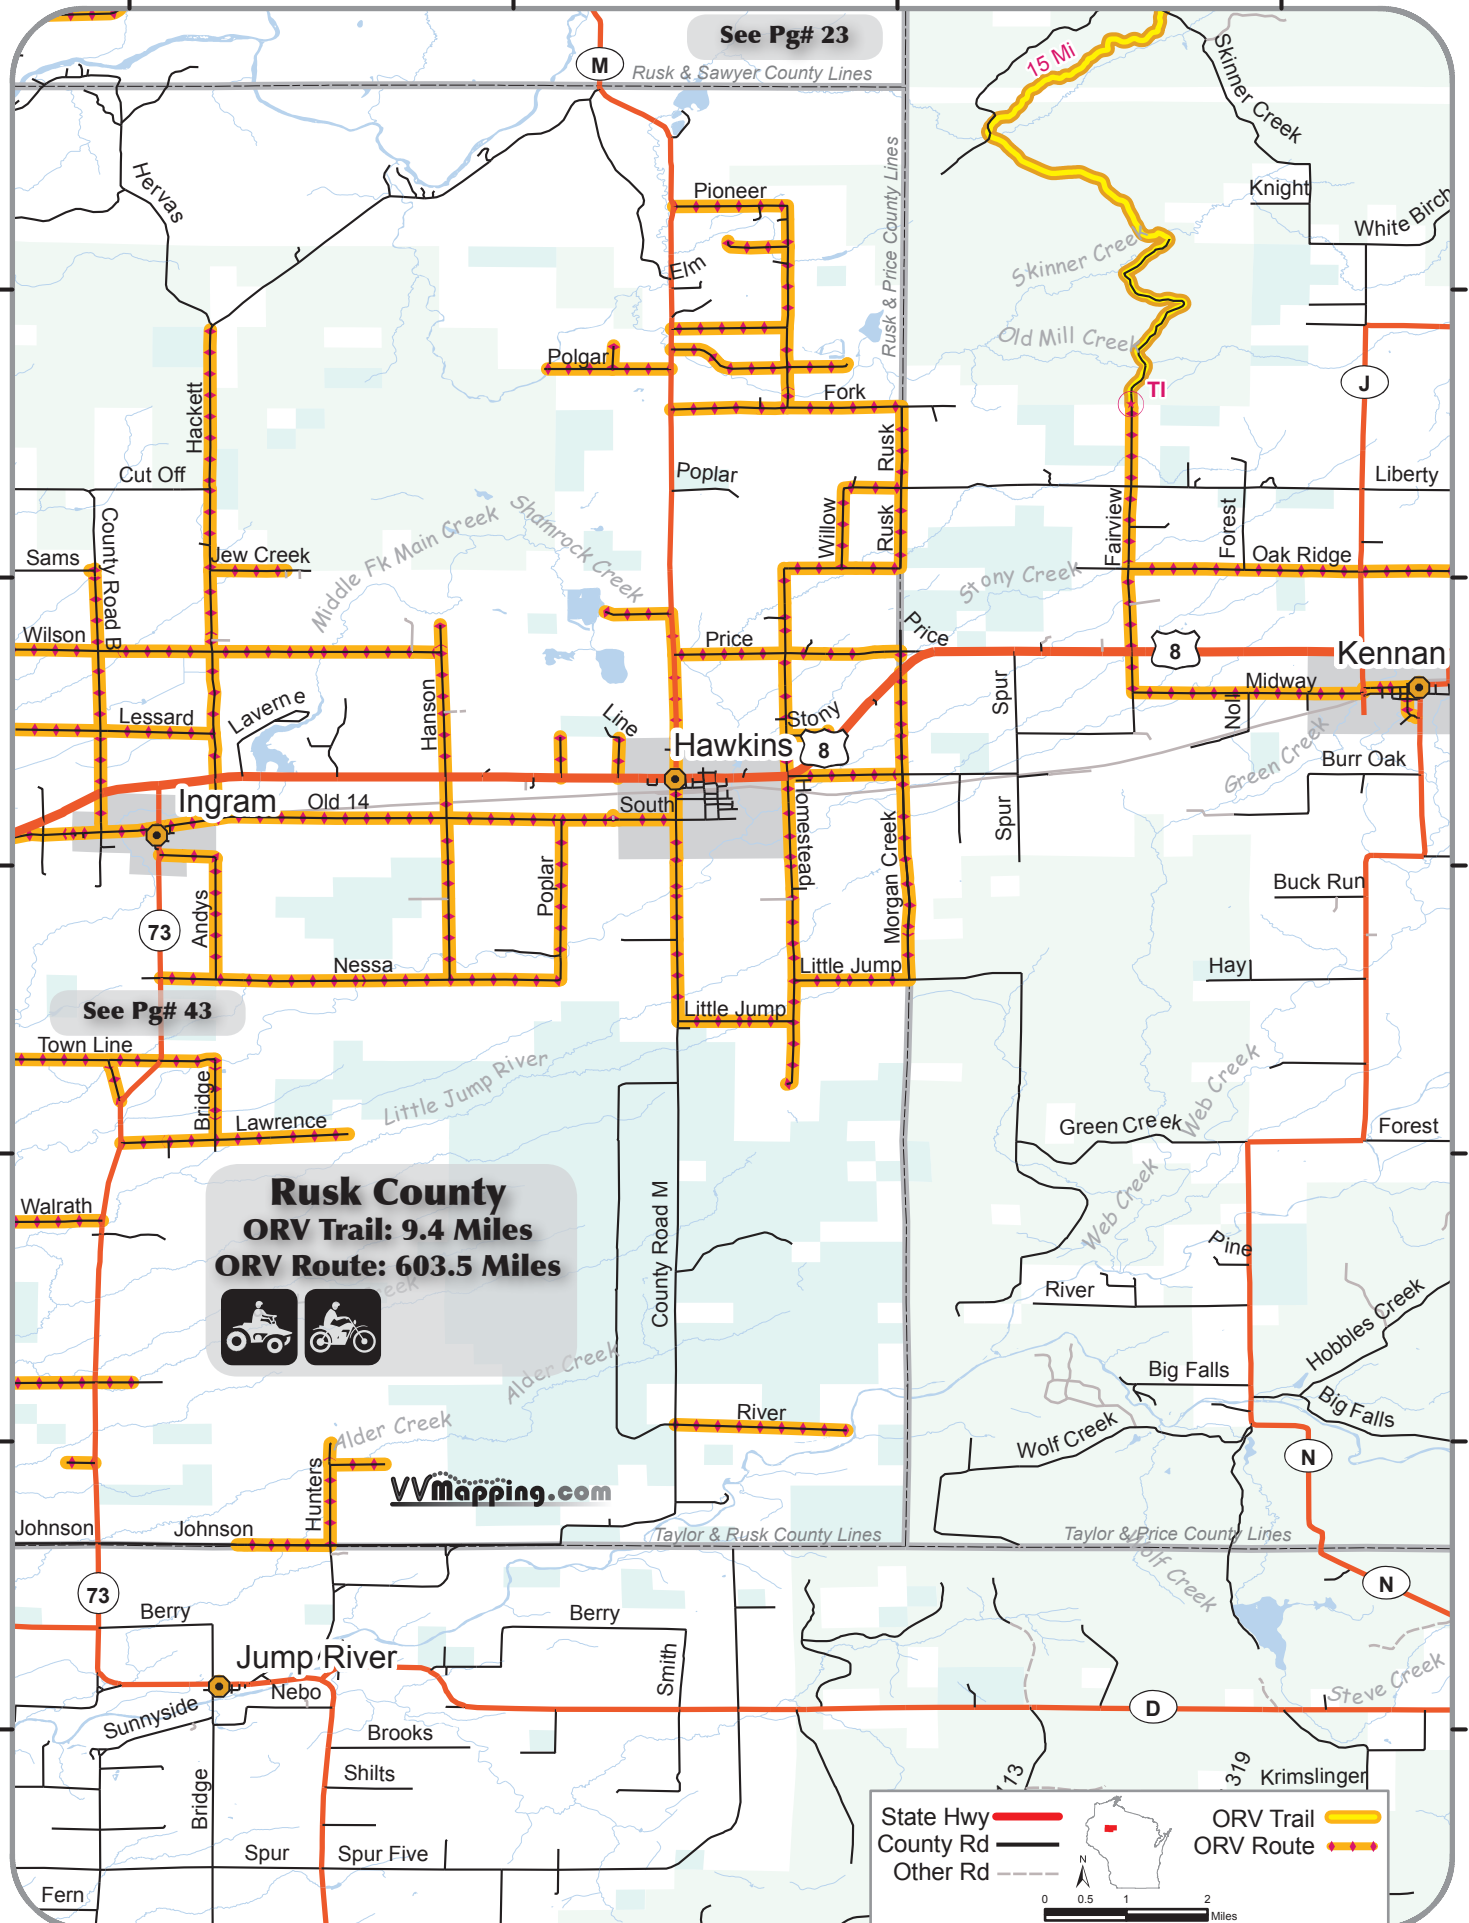 See Pg# 23
M
Rusk & Sawyer County Lines
15 Mi
Skinner Creek
Hervas
Pioneer
Rusk & Price County Lines
Knight
White Birch
Elm
Skinner Creek
Old Mill Creek
Polgar
Hackett
Fork
TI
J
Rusk
Cut Off
Poplar
Liberty
County Road B
Middle Fk Main Creek
Shamrock Creek
Willow
Rusk
Fairview
Forest
Sams
Jew Creek
Oak Ridge
Stony Creek
Wilson
Price
Price
8
Kennan
Hanson
Spur
Midway
Noll
Lessard
Laverne
Line
Stony
Green Creek
Hawkins
8
Burr Oak
Ingram
Old 14
South
Homestead
Spur
Morgan Creek
Poplar
Andys
Buck Run
73
Nessa
Little Jump
Hay
See Pg# 43
Little Jump
Town Line
Little Jump River
Bridge
Web Creek
Lawrence
Green Creek
Forest
Rusk County
ORV Trail: 9.4 Miles
ORV Route: 603.5 Miles
Walrath
County Road M
Web Creek
Pine
Creek
River
Hobbles Creek
Alder Creek
Big Falls
Big Falls
River
Alder Creek
Wolf Creek
N
Hunters
VVMapping.com
Johnson
Johnson
Taylor & Rusk County Lines
Taylor & Price County Lines
Wolf Creek
73
N
Berry
Berry
Jump River
Smith
Nebo
Steve Creek
Sunnyside
D
Brooks
Bridge
Shilts
113
319
Krimslinger
Spur
Spur Five
Fern
State Hwy
County Rd
Other Rd
N
ORV Trail
ORV Route
0 0.5 1 2
Miles